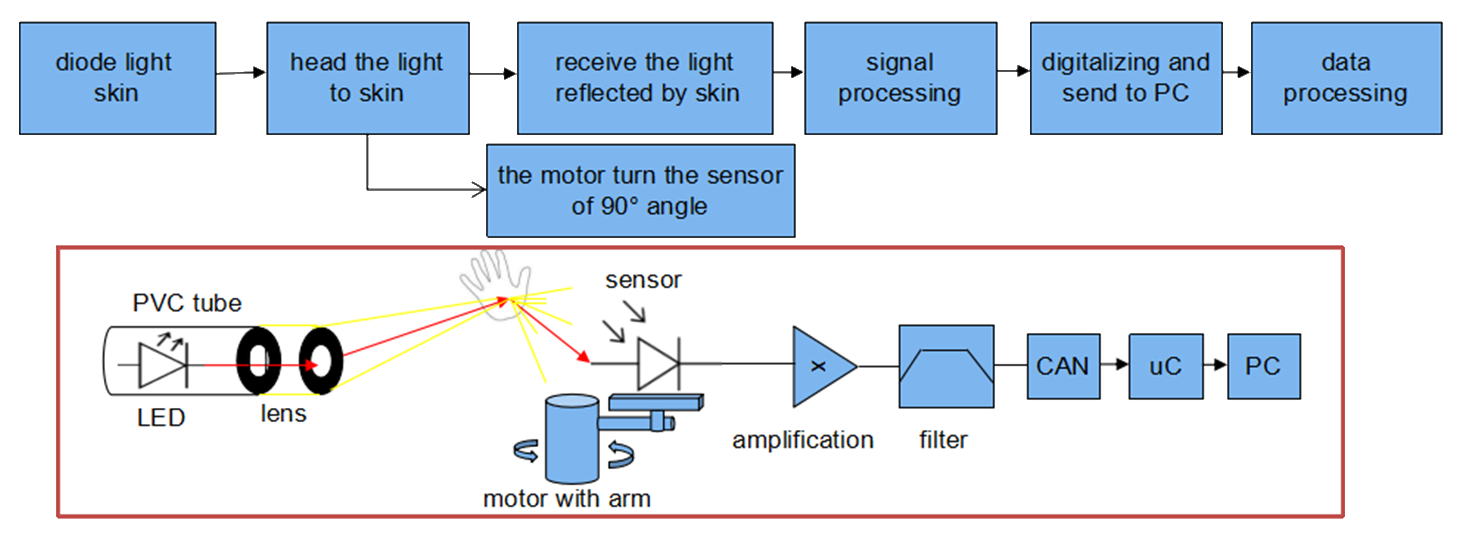 diode light
skin
head the light
to skin
receive the light
reflected by skin
signal
processing
digitalizing and
send to PC
data
processing
the motor turn the sensor
of 90° angle
PVC tube
LED
lens
sensor
motor with arm
x
amplification
filter
CAN
uC
PC